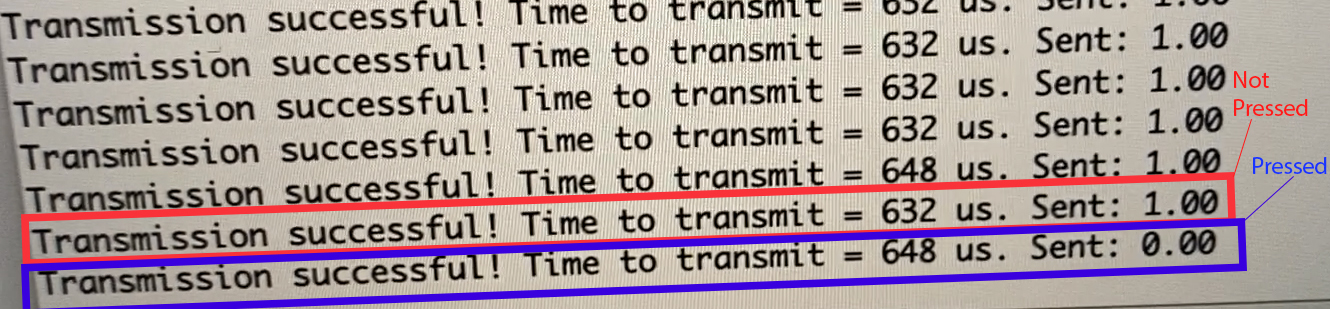 Transmission successful! Time to transmit = 632 us. Sent: 1.00
Transmission successful! Time to transmit = 632 us. Sent: 1.00
Transmission successful! Time to transmit = 632 us. Sent: 1.00
Transmission successful! Time to transmit = 632 us. Sent: 1.00
Transmission successful! Time to transmit = 648 us. Sent: 1.00
Transmission successful! Time to transmit = 632 us. Sent: 1.00
Transmission successful! Time to transmit = 648 us. Sent: 0.00
Not
Pressed
Pressed